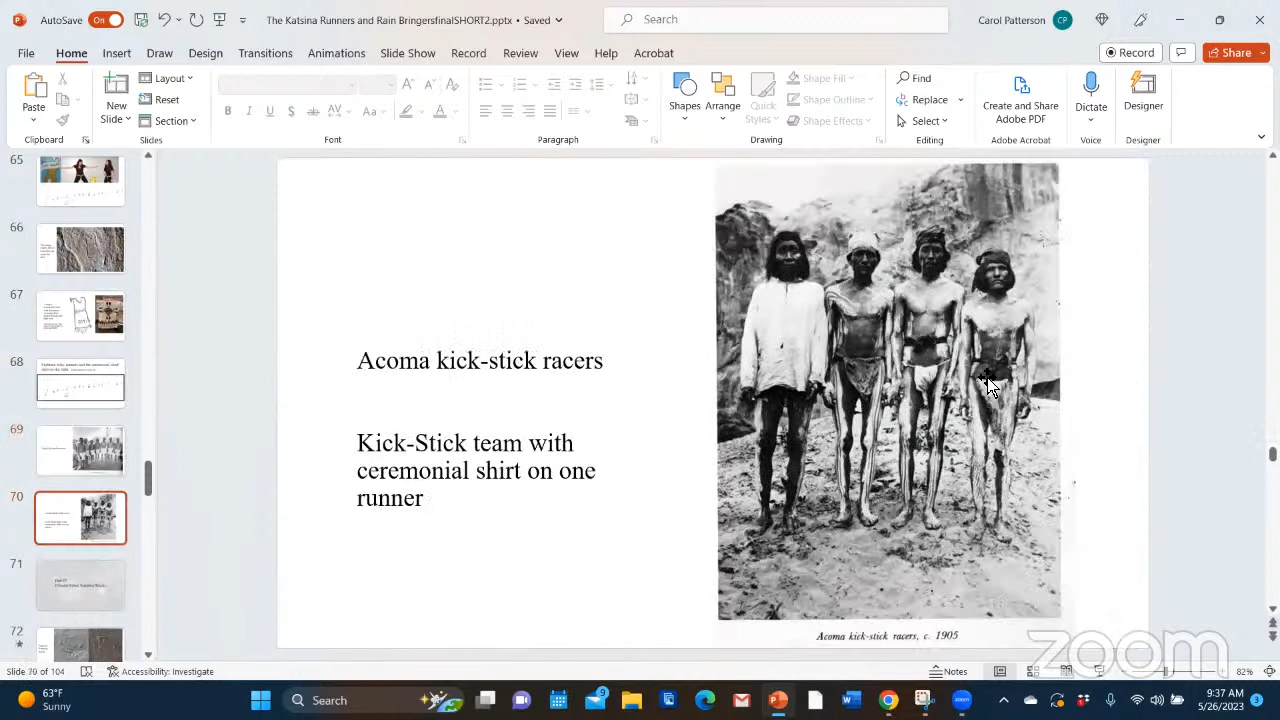 AutoSave
On
The Katsina Runners and Rain BringersfinalSHORT2.pptx • Saved
Search
Carol Patterson
CP
File
Home
Insert
Draw
Design
Transitions
Animations
Slide Show
Record
Review
View
Help
Acrobat
Record
Share
Paste
New
Slide
Layout
Reset
Section
B I U S ab AV Aa A
Shapes
Arrange
Quick
Styles
Shape Fill
Shape Outline
Shape Effects
Find
Replace
Select
Create and Share
Adobe PDF
Dictate
Designer
Clipboard
Slides
Font
Paragraph
Drawing
Editing
Adobe Acrobat
Voice
Designer
65
66
67
68
69
70
71
72
Acoma kick-stick racers
Kick-Stick team with
ceremonial shirt on one
runner
Acoma kick-stick racers, c. 1905
zoom
Slide 70 of 104
Accessibility: Investigate
Notes
82%
63°F
Sunny
Search
9
9:37 AM
5/26/2023
3